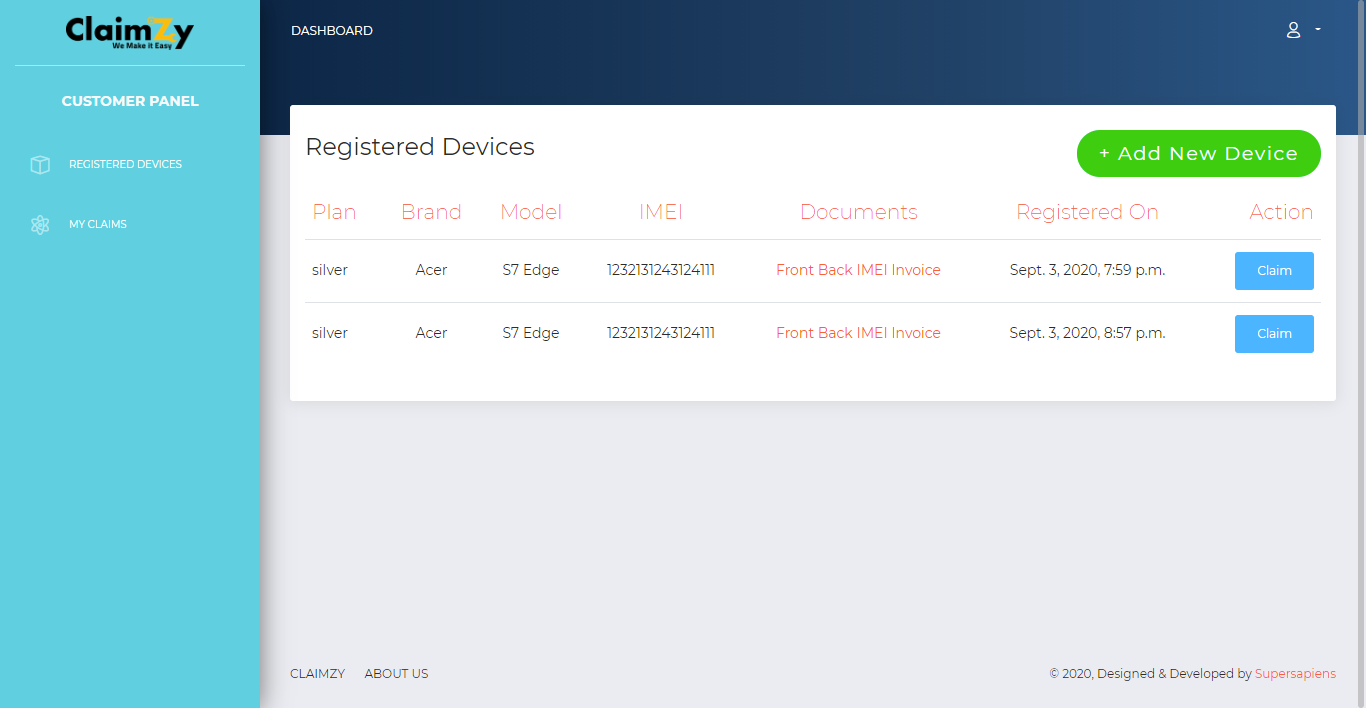 ClaimZy
We Make it Easy
CUSTOMER PANEL
REGISTERED DEVICES
MY CLAIMS
DASHBOARD
Registered Devices
+ Add New Device
Plan Brand Model IMEI Documents Registered On Action
silver Acer S7 Edge 1232131243124111 Front Back IMEI Invoice Sept. 3, 2020, 7:59 p.m. Claim
silver Acer S7 Edge 1232131243124111 Front Back IMEI Invoice Sept. 3, 2020, 8:57 p.m. Claim
CLAIMZY ABOUT US © 2020, Designed & Developed by Supersapiens